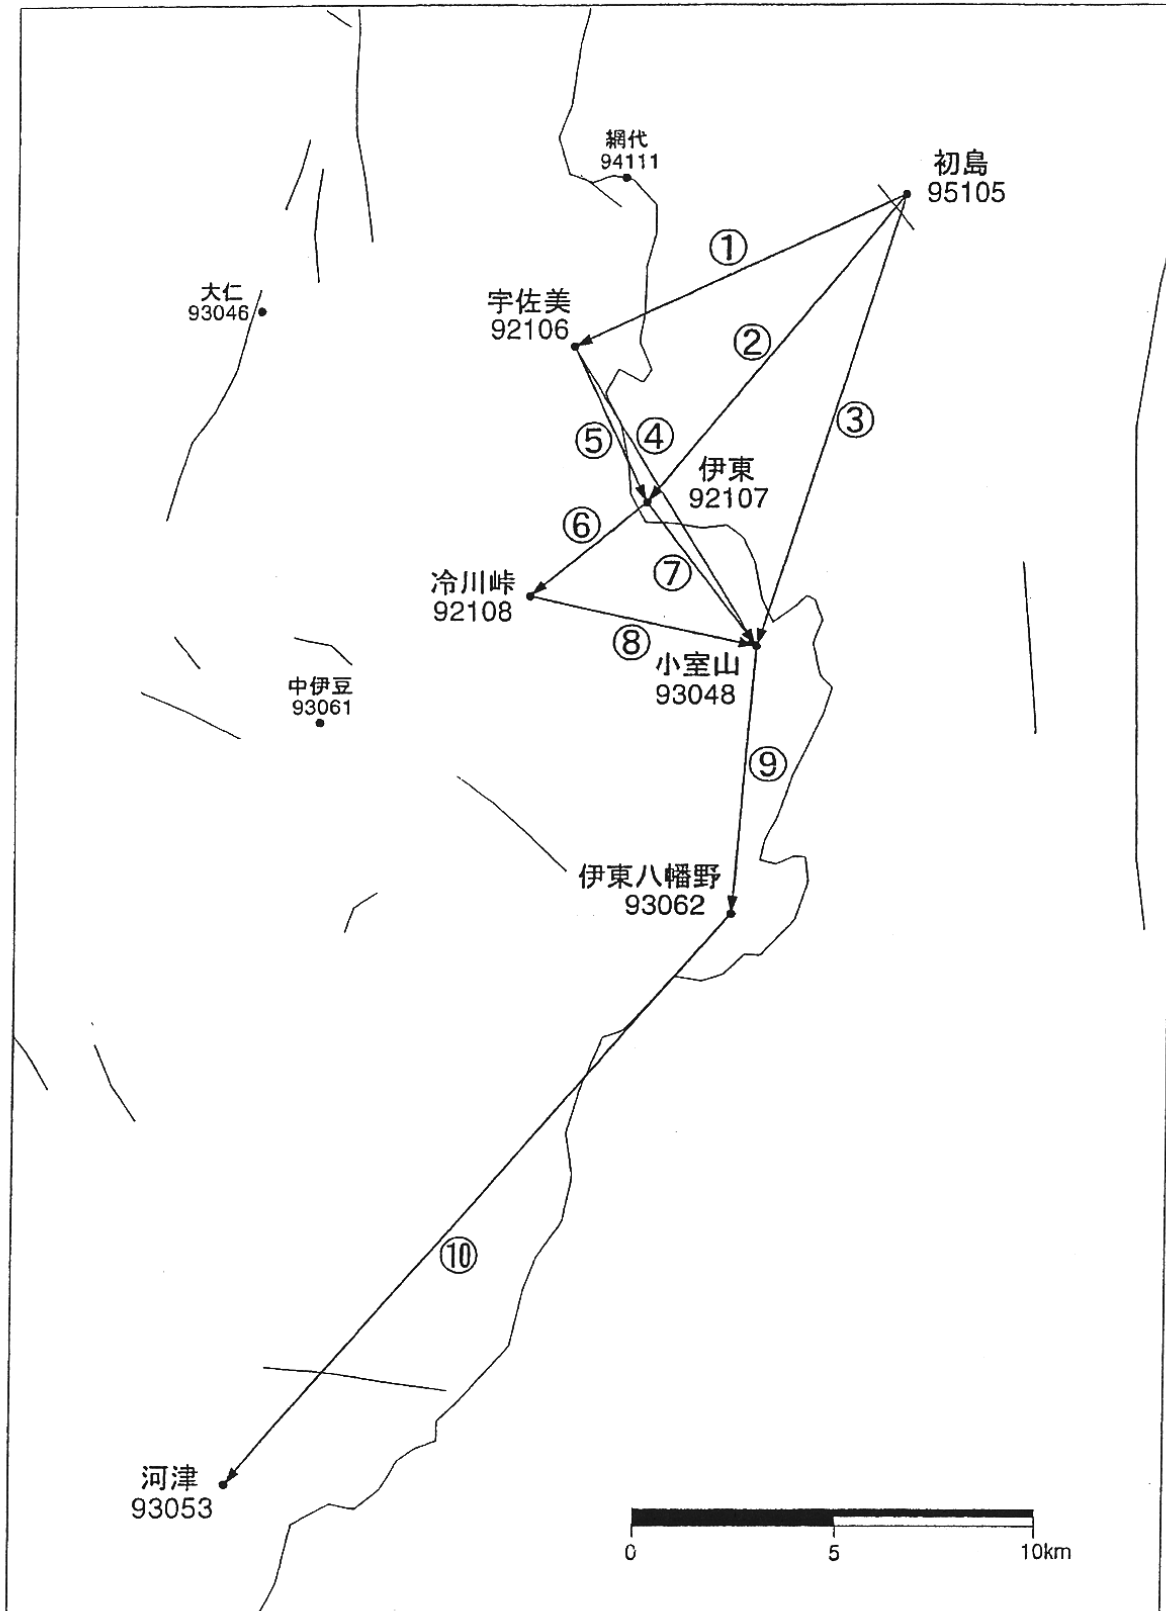 網代
94111
初島
95105
①
大仁
93046
宇佐美
92106
②
③
⑤
④
伊東
92107
⑥
⑦
冷川峠
92108
⑧
小室山
93048
中伊豆
93061
⑨
伊東八幡野
93062
⑩
河津
93053
0 5 10km